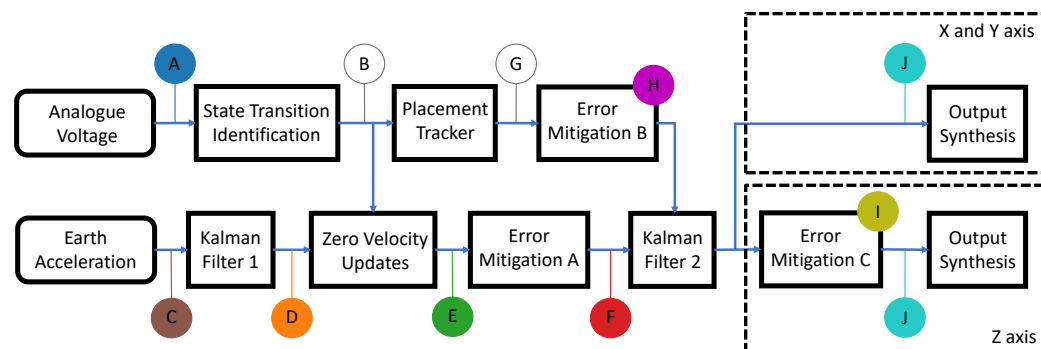 X and Y axis
A
B
G
H
J
Analogue
Voltage
State Transition
Identification
Placement
Tracker
Error
Mitigation B
Output
Synthesis
Earth
Acceleration
Kalman
Filter 1
Zero Velocity
Updates
Error
Mitigation A
Kalman
Filter 2
Error
Mitigation C
I
Output
Synthesis
C
D
E
F
J
Z axis